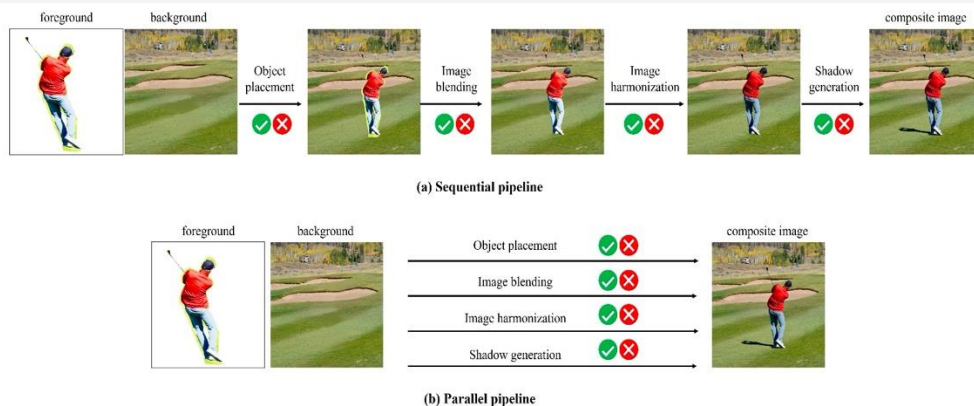 foreground
background
composite image
Object
placement
Image
blending
Image
harmonization
Shadow
generation
(a) Sequential pipeline
foreground
background
composite image
Object placement
Image blending
Image harmonization
Shadow generation
(b) Parallel pipeline